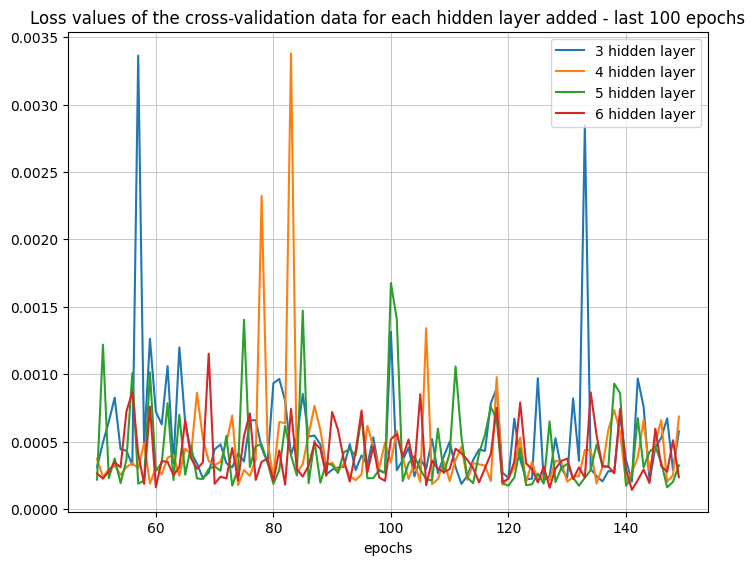 Loss values of the cross-validation data for each hidden layer added - last 100 epochs
0.0035
0.0030
0.0025
0.0020
0.0015
0.0010
0.0005
0.0000
3 hidden layer
4 hidden layer
5 hidden layer
6 hidden layer
60 80 100 120 140
epochs